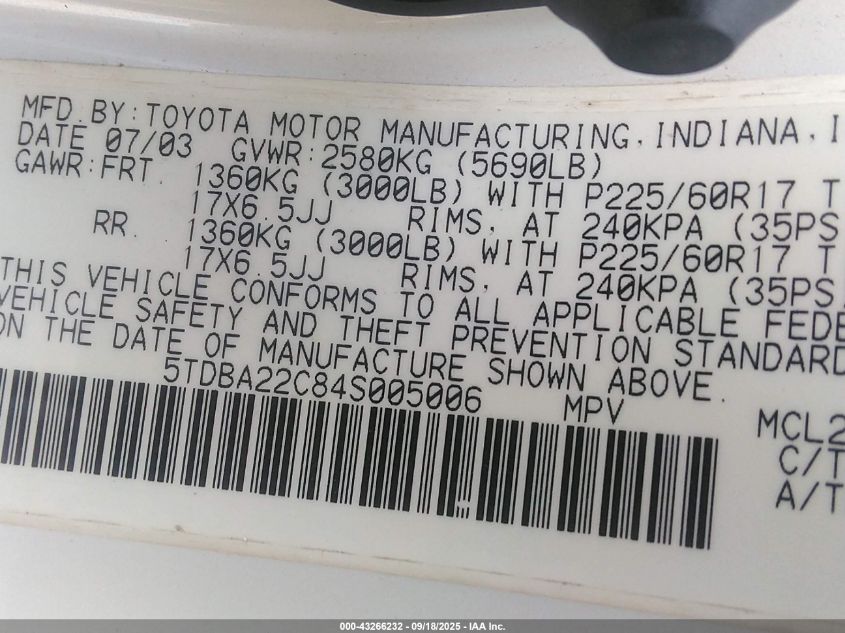 MFD.BY:TOYOTA MOTOR MANUFACTURING,INDIANA,I
DATE 07/03 GVWR:2580KG (5690LB)
GAWR:FRT. 1360KG (3000LB) WITH P225/60R17 T
17X6.5JJ RIMS, AT 240KPA (35PS
RR. 1360KG (3000LB) WITH P225/60R17 T
17X6.5JJ RIMS, AT 240KPA (35PS
THIS VEHICLE CONFORMS TO ALL APPLICABLE FEDE
VEHICLE SAFETY AND THEFT PREVENTION STANDARD
ON THE DATE OF MANUFACTURE SHOWN ABOVE.
5TDBA22C84S005006 MPV
MCL2
C/T
A/T
000-43266232 - 09/18/2025 - IAA Inc.